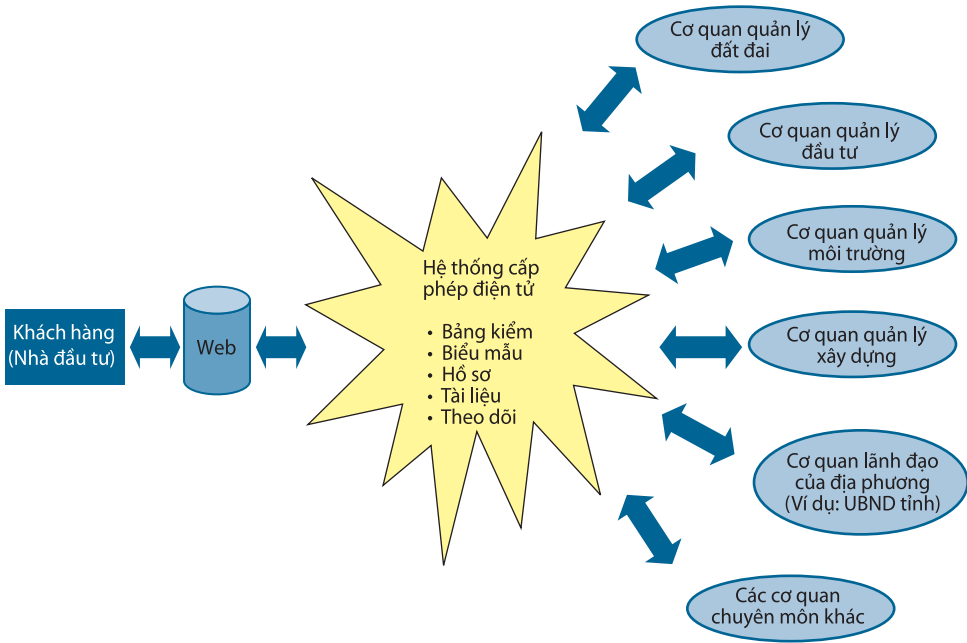 Khách hàng
(Nhà đầu tư)
Web
Hệ thống cấp
phép điện tử
• Bảng kiểm
• Biểu mẫu
• Hồ sơ
• Tài liệu
• Theo dõi
Cơ quan quản lý
đất đai
Cơ quan quản lý
đầu tư
Cơ quan quản lý
môi trường
Cơ quan quản lý
xây dựng
Cơ quan lãnh đạo
của địa phương
(Ví dụ: UBND tỉnh)
Các cơ quan
chuyên môn khác